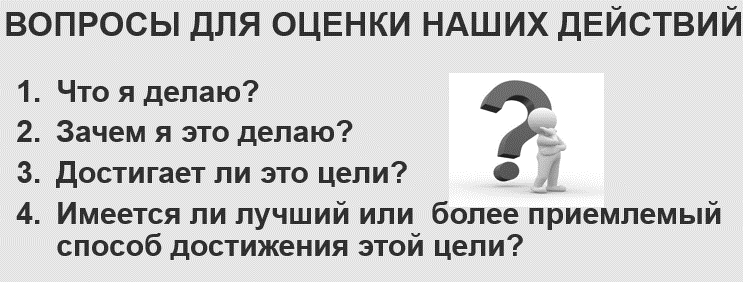 ВОПРОСЫ ДЛЯ ОЦЕНКИ НАШИХ ДЕЙСТВИЙ
1. Что я делаю?
2. Зачем я это делаю?
3. Достигает ли это цели?
4. Имеется ли лучший или более приемлемый
способ достижения этой цели?